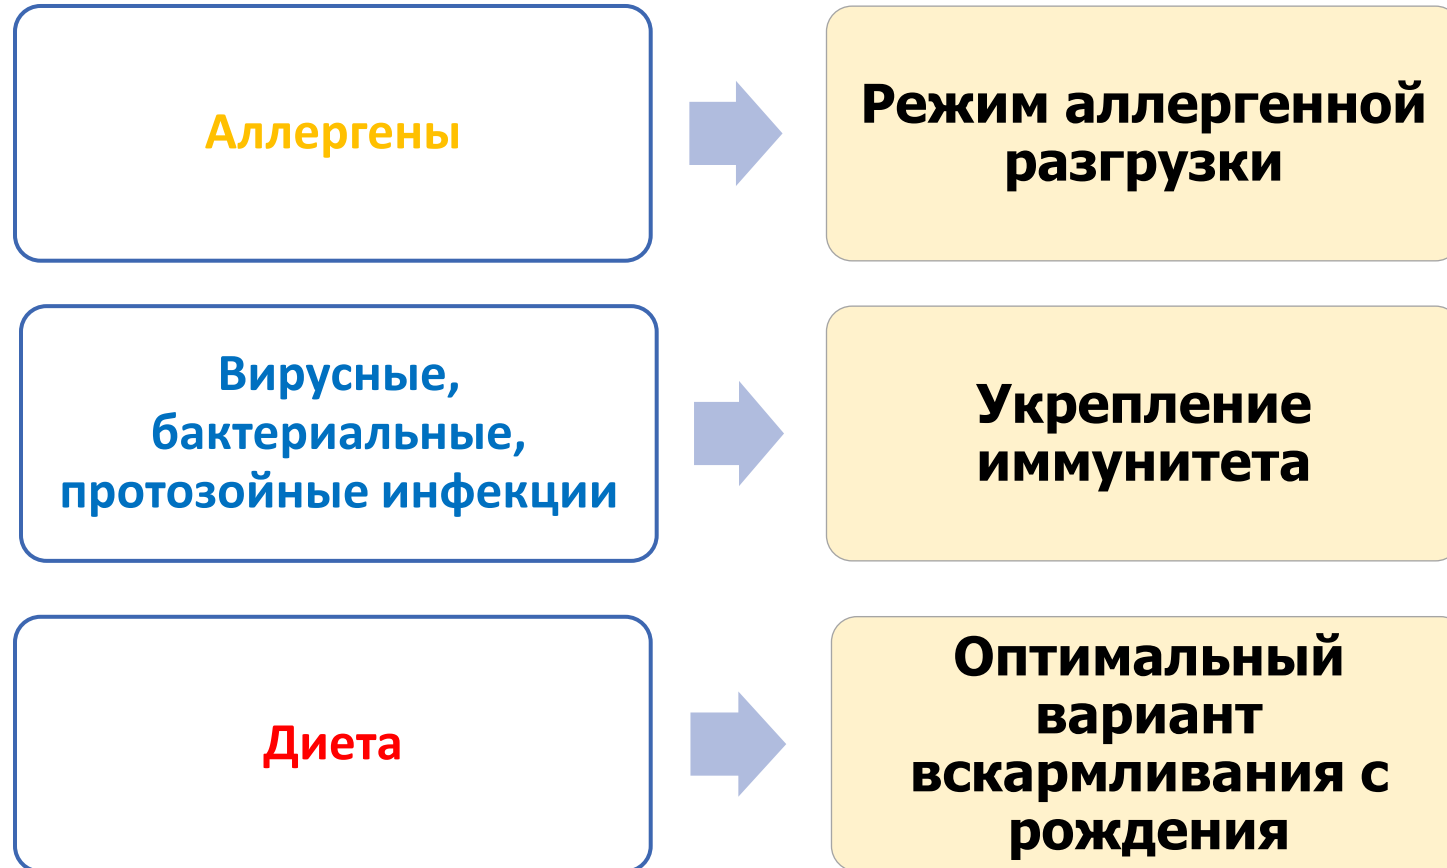 Аллергены
Режим аллергенной
разгрузки
Вирусные,
бактериальные,
протозойные инфекции
Укрепление
иммунитета
Диета
Оптимальный
вариант
вскармливания с
рождения